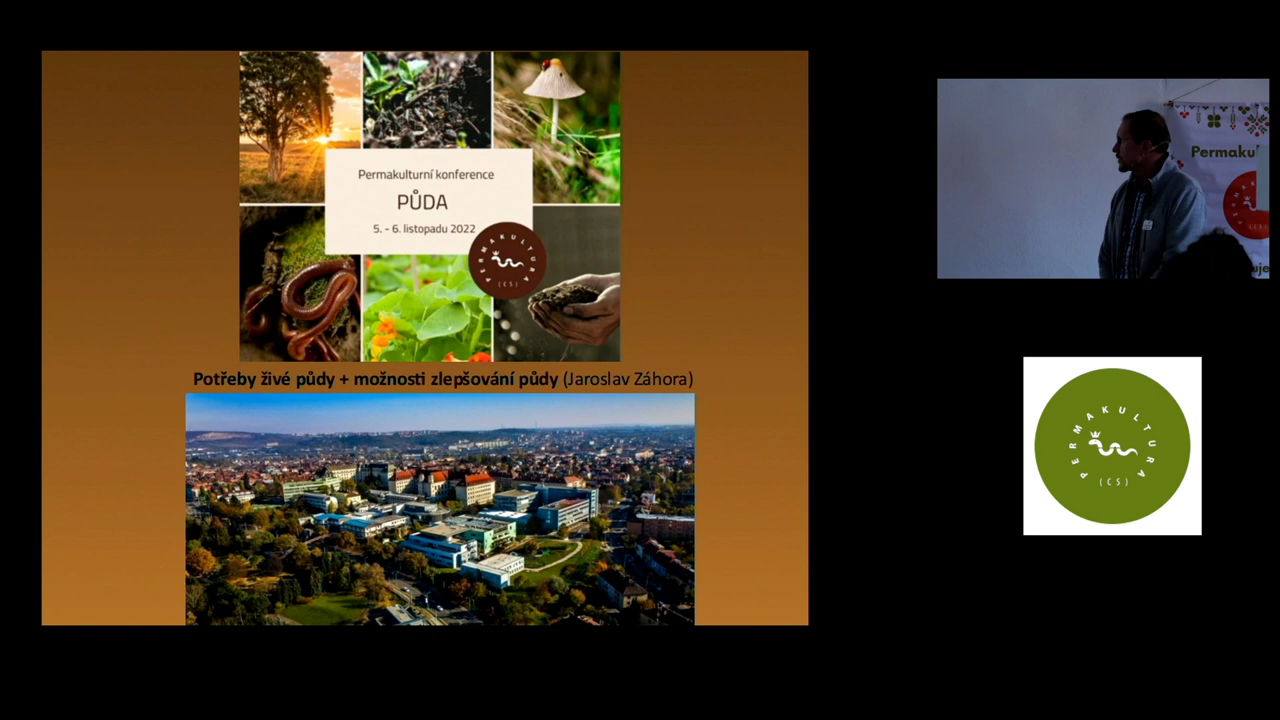 Permakulturní konference
PŮDA
5. - 6. listopadu 2022
PERMAKULTURA
(CS)
Potřeby živé půdy + možnosti zlepšování půdy (Jaroslav Záhora)
Permakul
PERMAKULTURA
(CS)